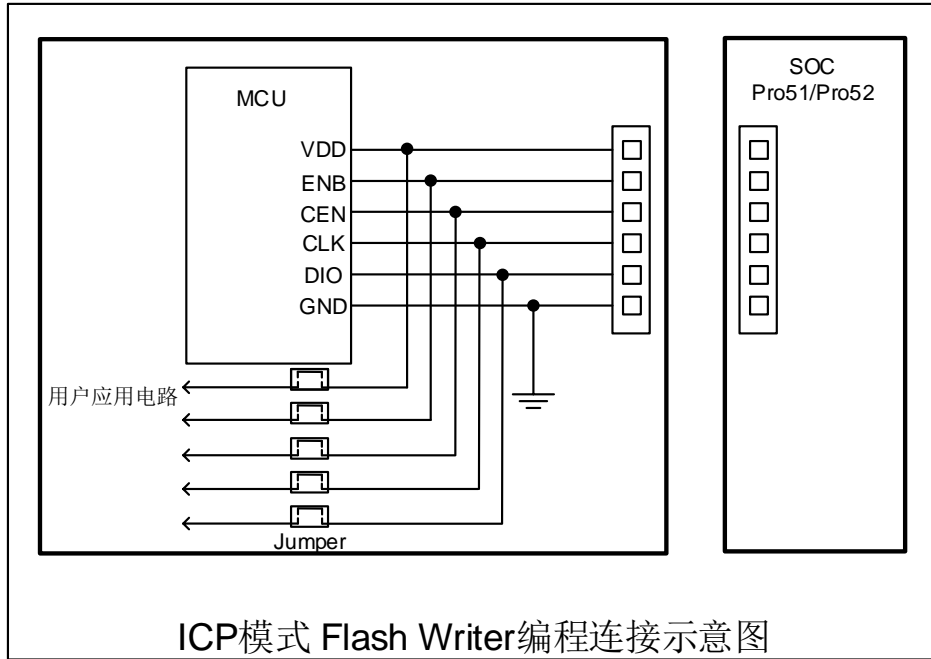 MCU
VDD
ENB
CEN
CLK
DIO
GND
SOC
Pro51/Pro52
用户应用电路
Jumper
ICP模式 Flash Writer编程连接示意图